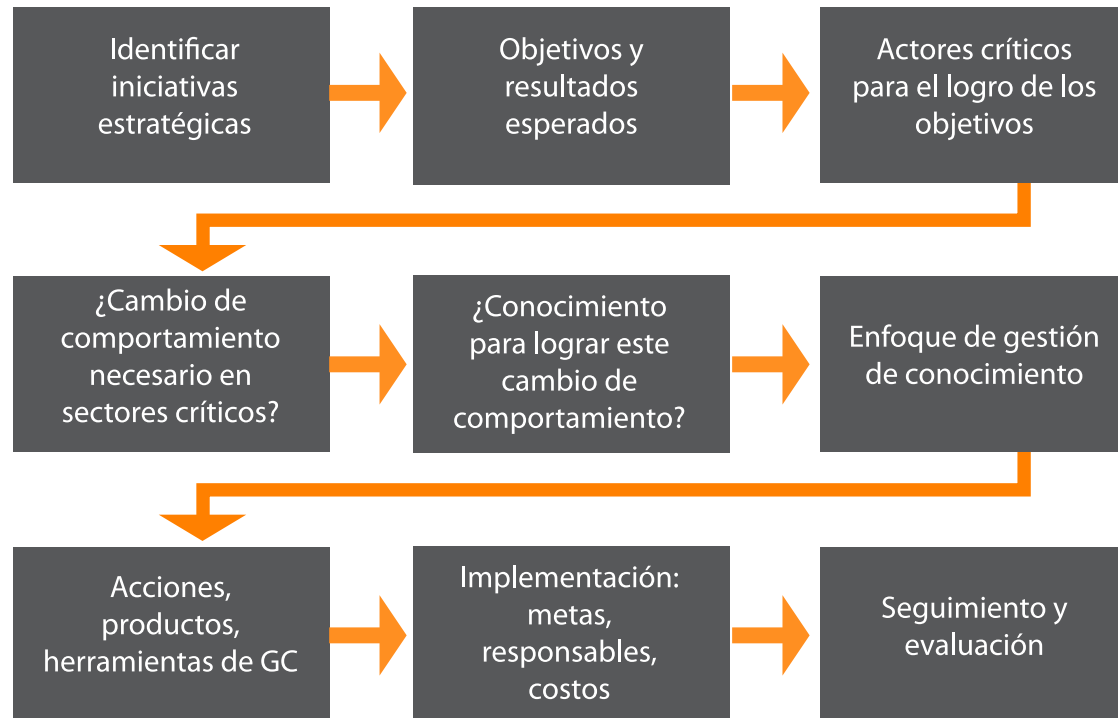 Identificar
iniciativas
estratégicas
Objetivos y
resultados
esperados
Actores críticos
para el logro de los
objetivos
¿Cambio de
comportamiento
necesario en
sectores críticos?
¿Conocimiento
para lograr este
cambio de
comportamiento?
Enfoque de gestión
de conocimiento
Acciones,
productos,
herramientas de GC
Implementación:
metas,
responsables,
costos
Seguimiento y
evaluación